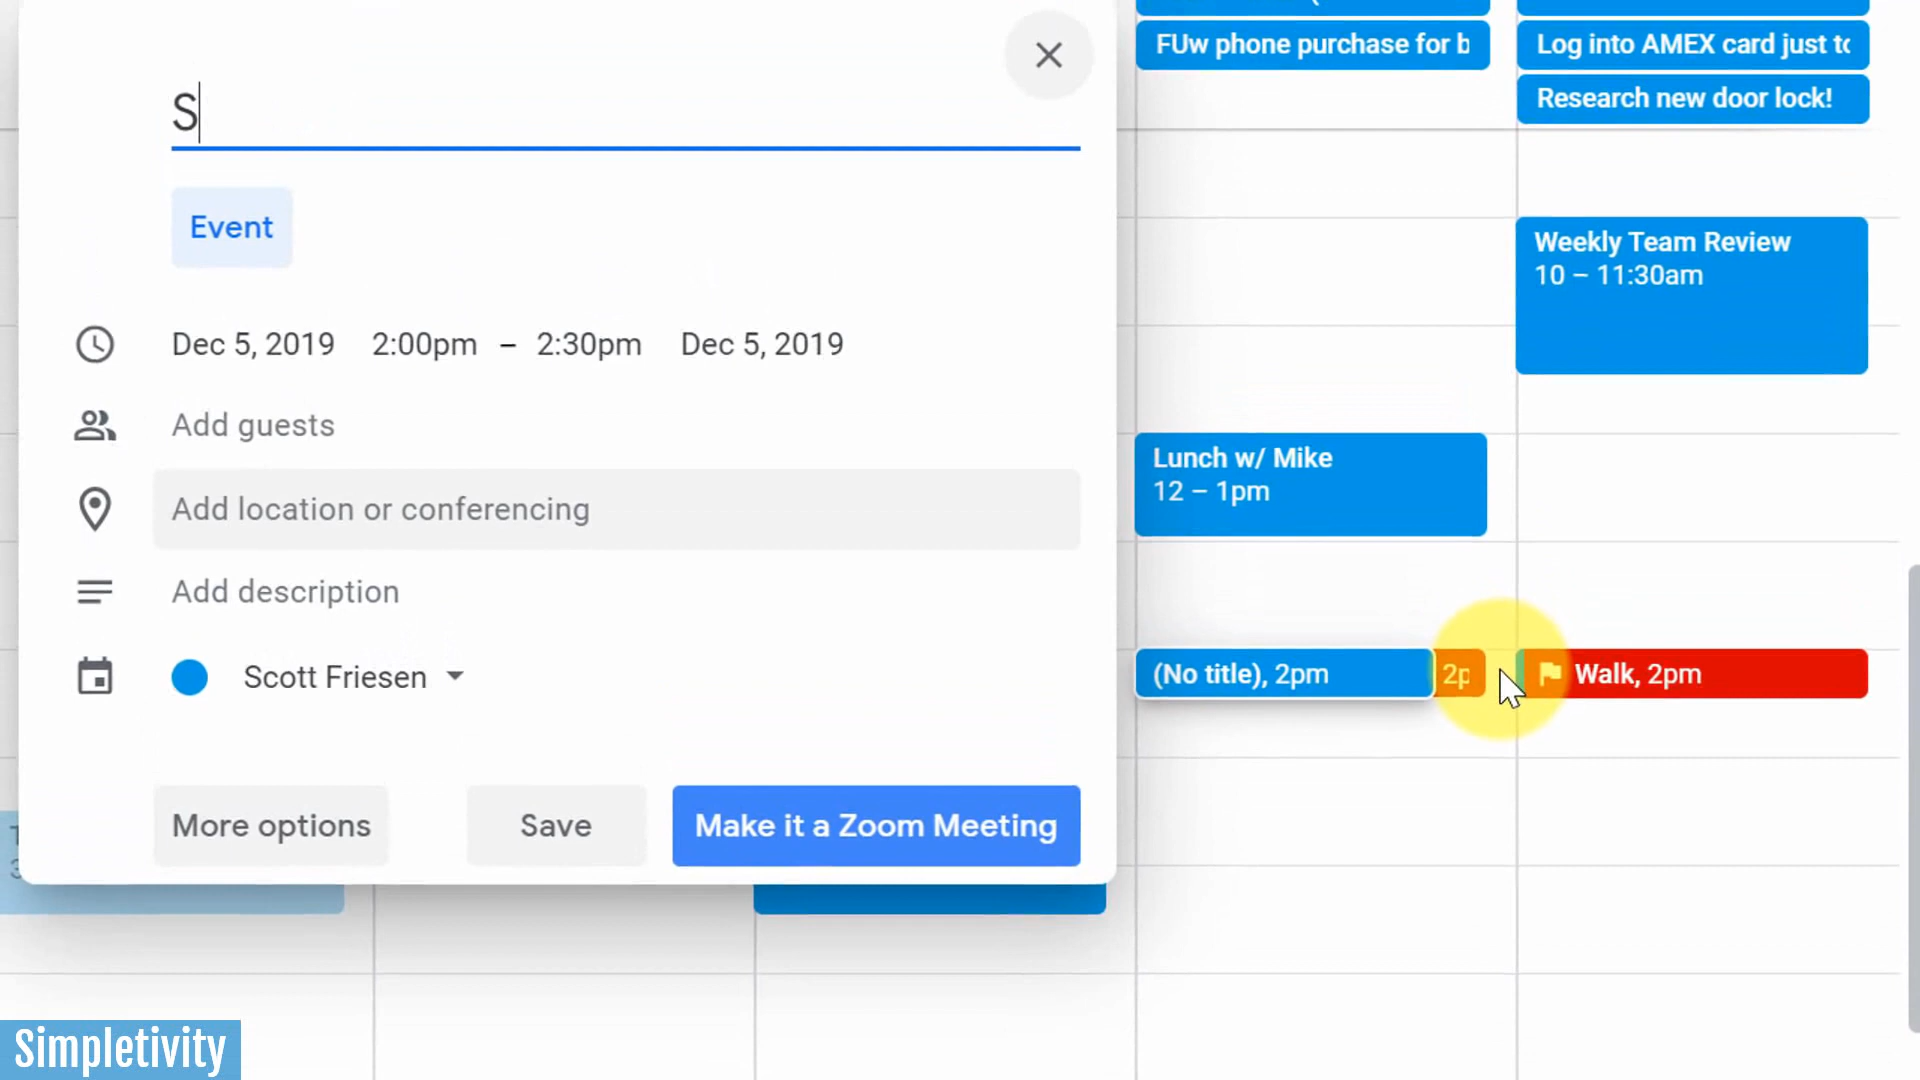 S
Event
Dec 5, 2019 2:00pm – 2:30pm Dec 5, 2019
Add guests
Add location or conferencing
Add description
Scott Friesen
More options Save Make it a Zoom Meeting
FUw phone purchase for b
Log into AMEX card just to
Research new door lock!
Weekly Team Review
10 – 11:30am
Lunch w/ Mike
12 – 1pm
(No title), 2pm
2p
Walk, 2pm
Simpletivity